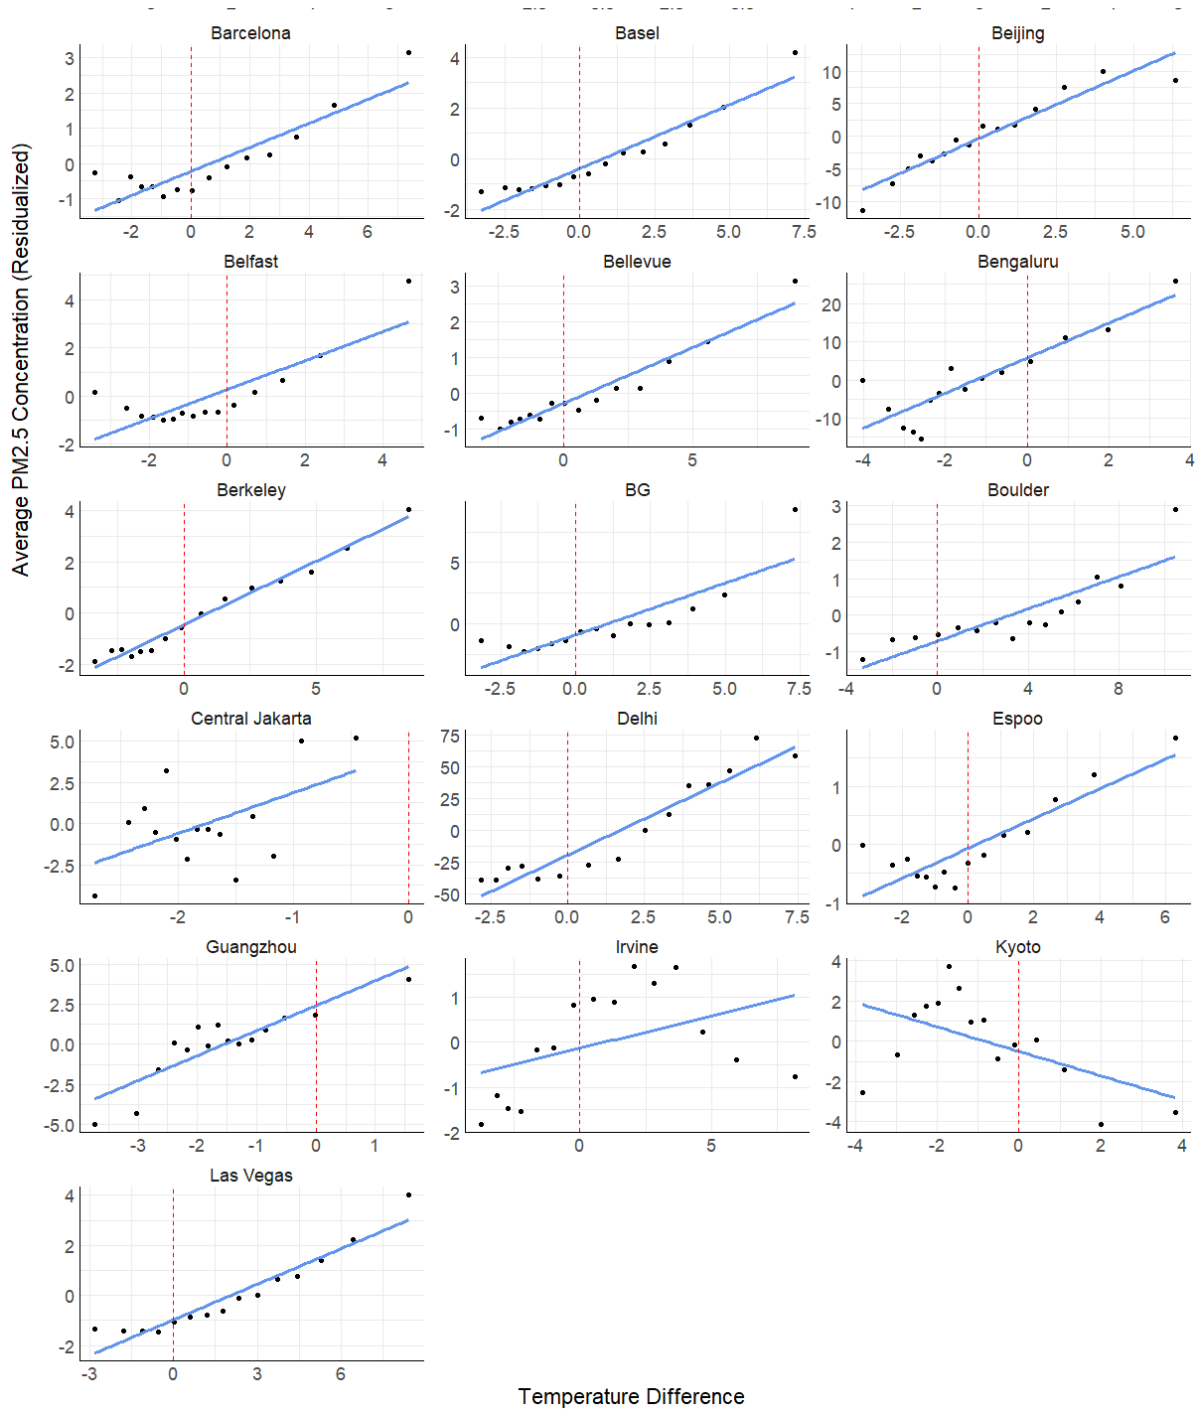 Barcelona Basel Beijing
3 2 1 0 -1
4 2 0 -2
10 5 0 -5 -10
-2 0 2 4 6
-2.5 0.0 2.5 5.0 7.5
-2.5 0.0 2.5 5.0
Belfast Bellevue Bengaluru
4 2 0 -2
3 2 1 0 -1
20 10 0 -10
-2 0 2 4
0 5
-4 -2 0 2 4
Berkeley BG Boulder
4 2 0 -2
5 0
3 2 1 0 -1
0 5
-2.5 0.0 2.5 5.0 7.5
-4 0 4 8
Central Jakarta Delhi Espoo
5.0 2.5 0.0 -2.5
75 50 25 0 -25 -50
1 0 -1
-2 -1 0
0.0 2.5 5.0 7.5
-2 0 2 4 6
Guangzhou Irvine Kyoto
5.0 2.5 0.0 -2.5 -5.0
1 0 -1 -2
4 2 0 -2 -4
-3 -2 -1 0 1
0 5
-4 -2 0 2 4
Las Vegas
4 2 0 -2
-3 0 3 6
Average PM2.5 Concentration (Residualized)
Temperature Difference